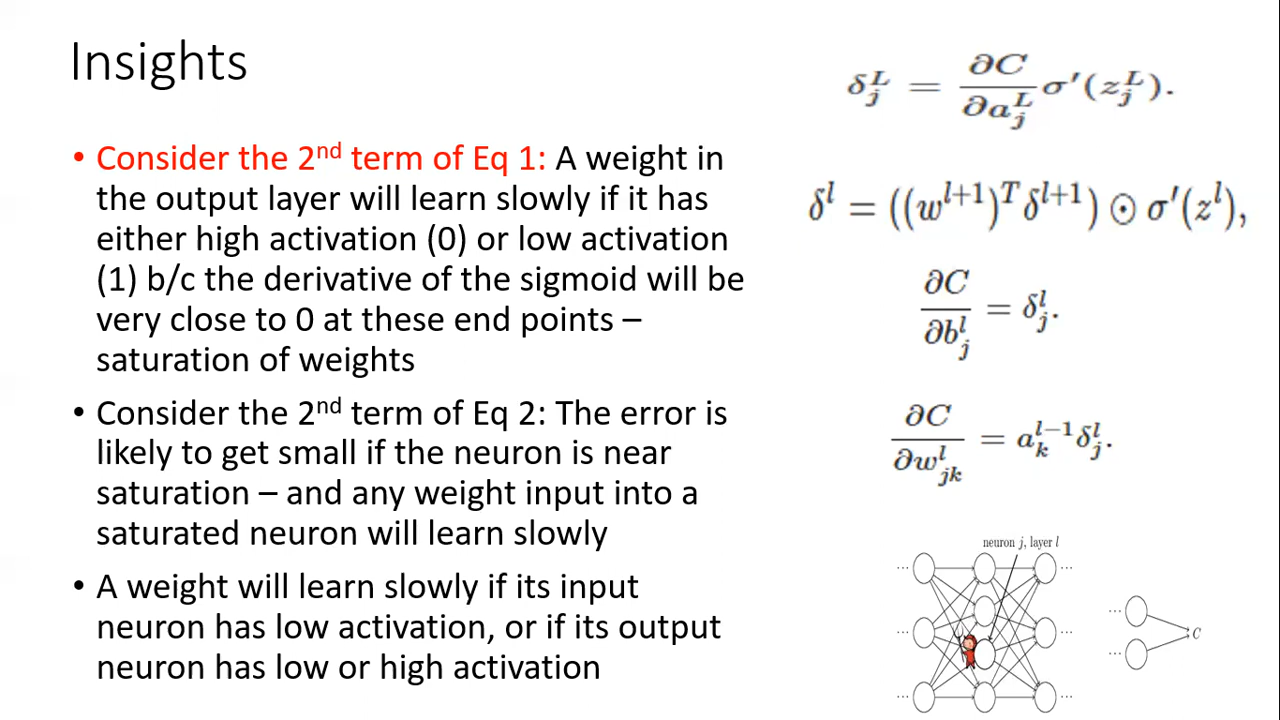 Insights
• Consider the 2nd term of Eq 1: A weight in
the output layer will learn slowly if it has
either high activation (0) or low activation
(1) b/c the derivative of the sigmoid will be
very close to 0 at these end points –
saturation of weights
• Consider the 2nd term of Eq 2: The error is
likely to get small if the neuron is near
saturation – and any weight input into a
saturated neuron will learn slowly
• A weight will learn slowly if its input
neuron has low activation, or if its output
neuron has low or high activation
δ_j^L = ∂C/∂a_j^L σ′(z_j^L).
δ^l = ((w^{l+1})^T δ^{l+1}) ⊙ σ′(z^l),
∂C/∂b_j^l = δ_j^l.
∂C/∂w_{jk}^l = a_k^{l−1} δ_j^l.
neuron j, layer l
... ...
... ...
... ...
...
... C